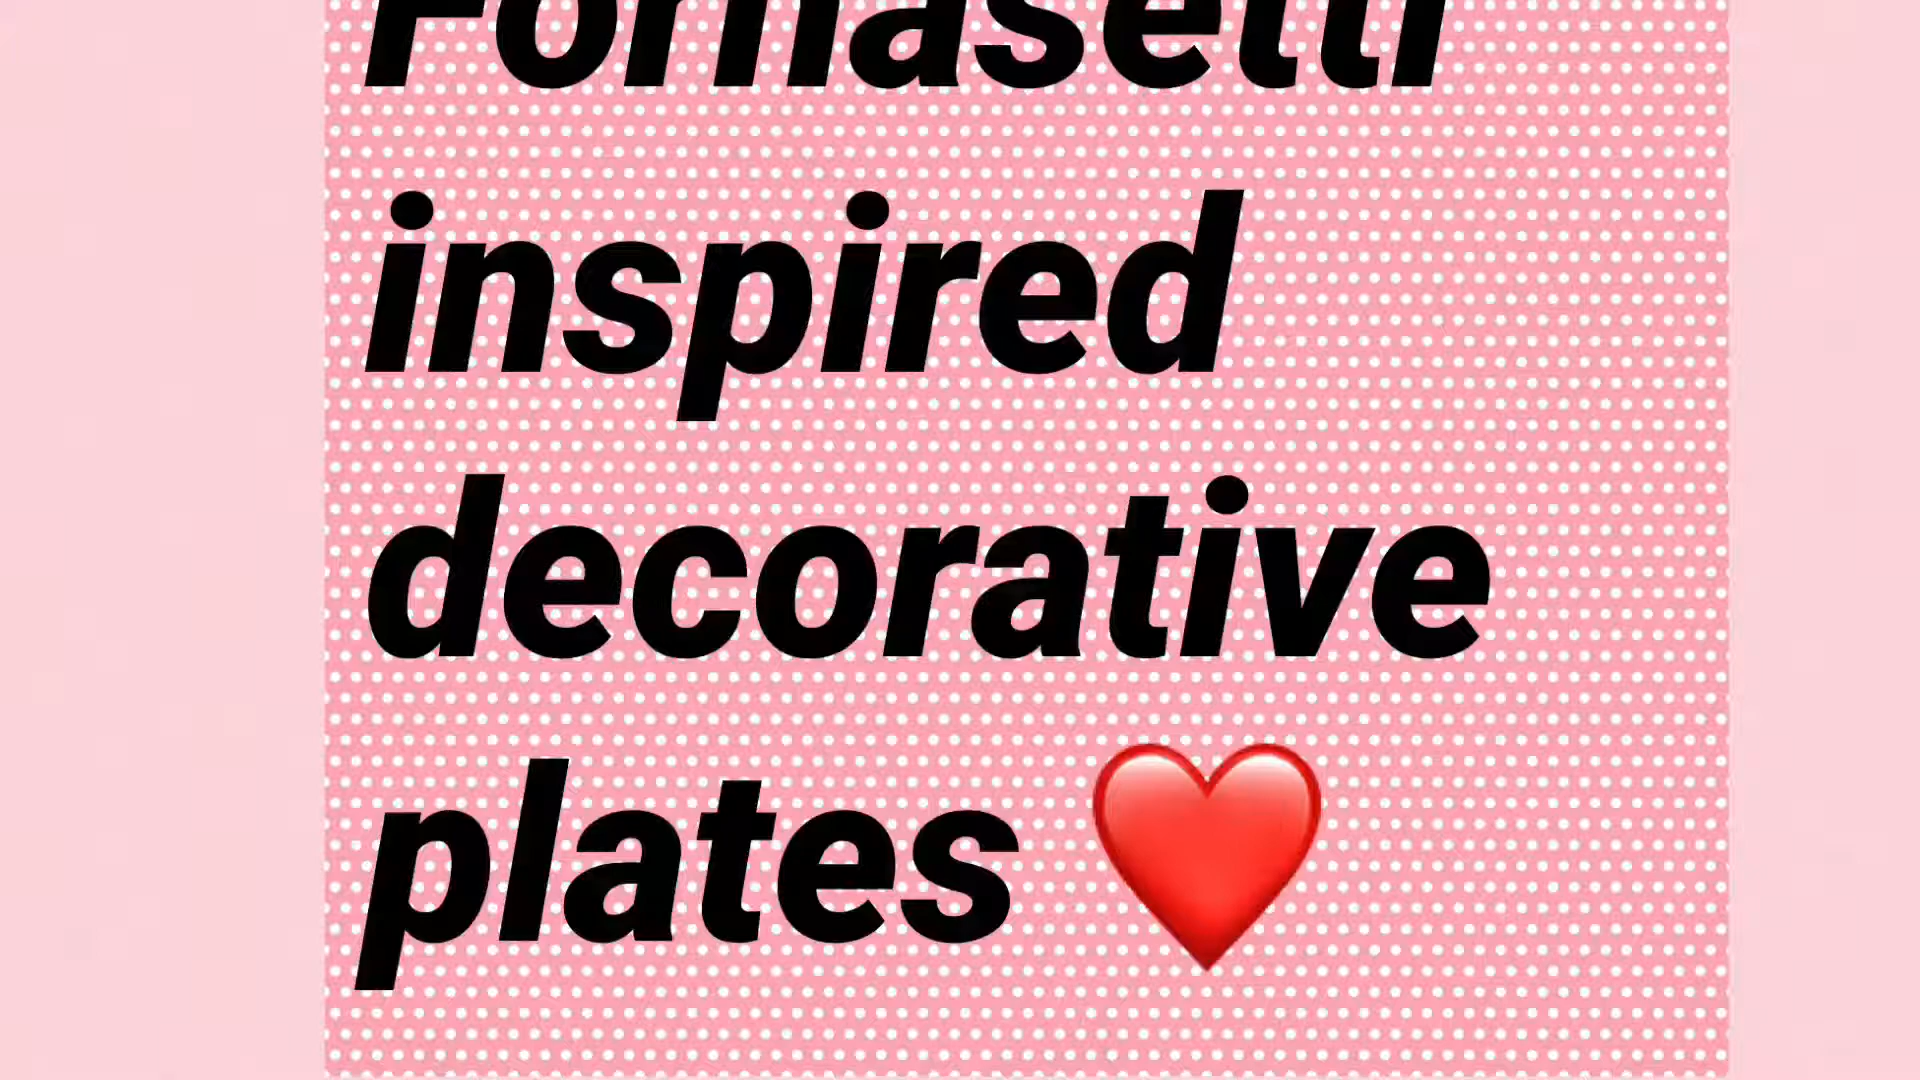 Fornasetti
inspired
decorative
plates ❤️